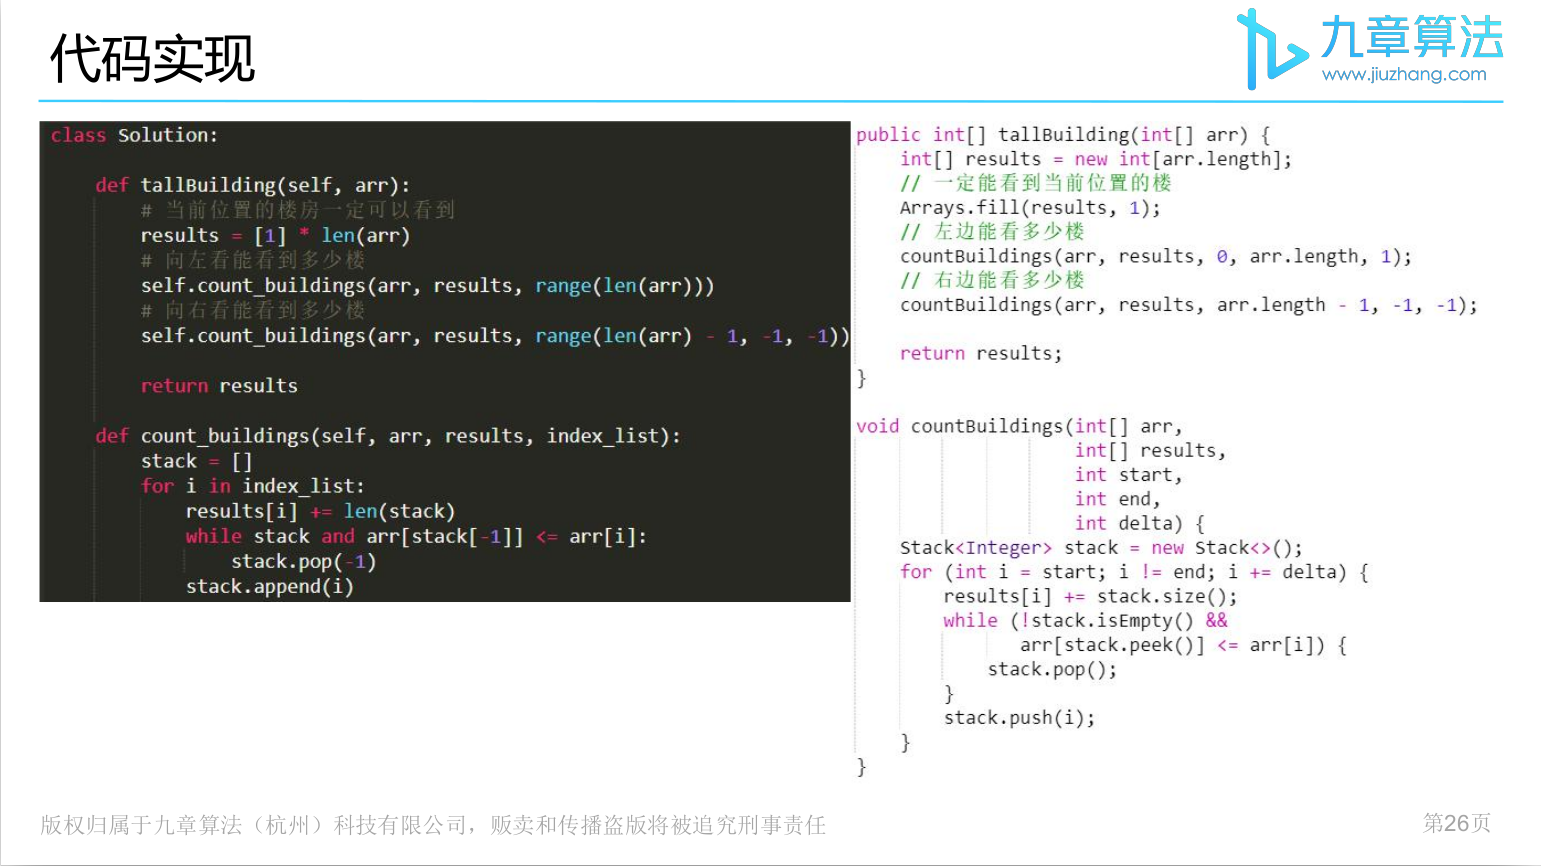 代码实现
九章算法
www.jiuzhang.com
class Solution:
    def tallBuilding(self, arr):
        # 当前位置的楼房一定可以看到
        results = [1] * len(arr)
        # 向左看能看到多少楼
        self.count_buildings(arr, results, range(len(arr)))
        # 向右看能看到多少楼
        self.count_buildings(arr, results, range(len(arr) - 1, -1, -1))
        return results
    def count_buildings(self, arr, results, index_list):
        stack = []
        for i in index_list:
            results[i] += len(stack)
            while stack and arr[stack[-1]] <= arr[i]:
                stack.pop(-1)
            stack.append(i)
public int[] tallBuilding(int[] arr) {
    int[] results = new int[arr.length];
    // 一定能看到当前位置的楼
    Arrays.fill(results, 1);
    // 左边能看多少楼
    countBuildings(arr, results, 0, arr.length, 1);
    // 右边能看多少楼
    countBuildings(arr, results, arr.length - 1, -1, -1);
    return results;
}
void countBuildings(int[] arr,
                    int[] results,
                    int start,
                    int end,
                    int delta) {
    Stack<Integer> stack = new Stack<>();
    for (int i = start; i != end; i += delta) {
        results[i] += stack.size();
        while (!stack.isEmpty() &&
               arr[stack.peek()] <= arr[i]) {
            stack.pop();
        }
        stack.push(i);
    }
}
版权归属于九章算法（杭州）科技有限公司，贩卖和传播盗版将被追究刑事责任
第26页